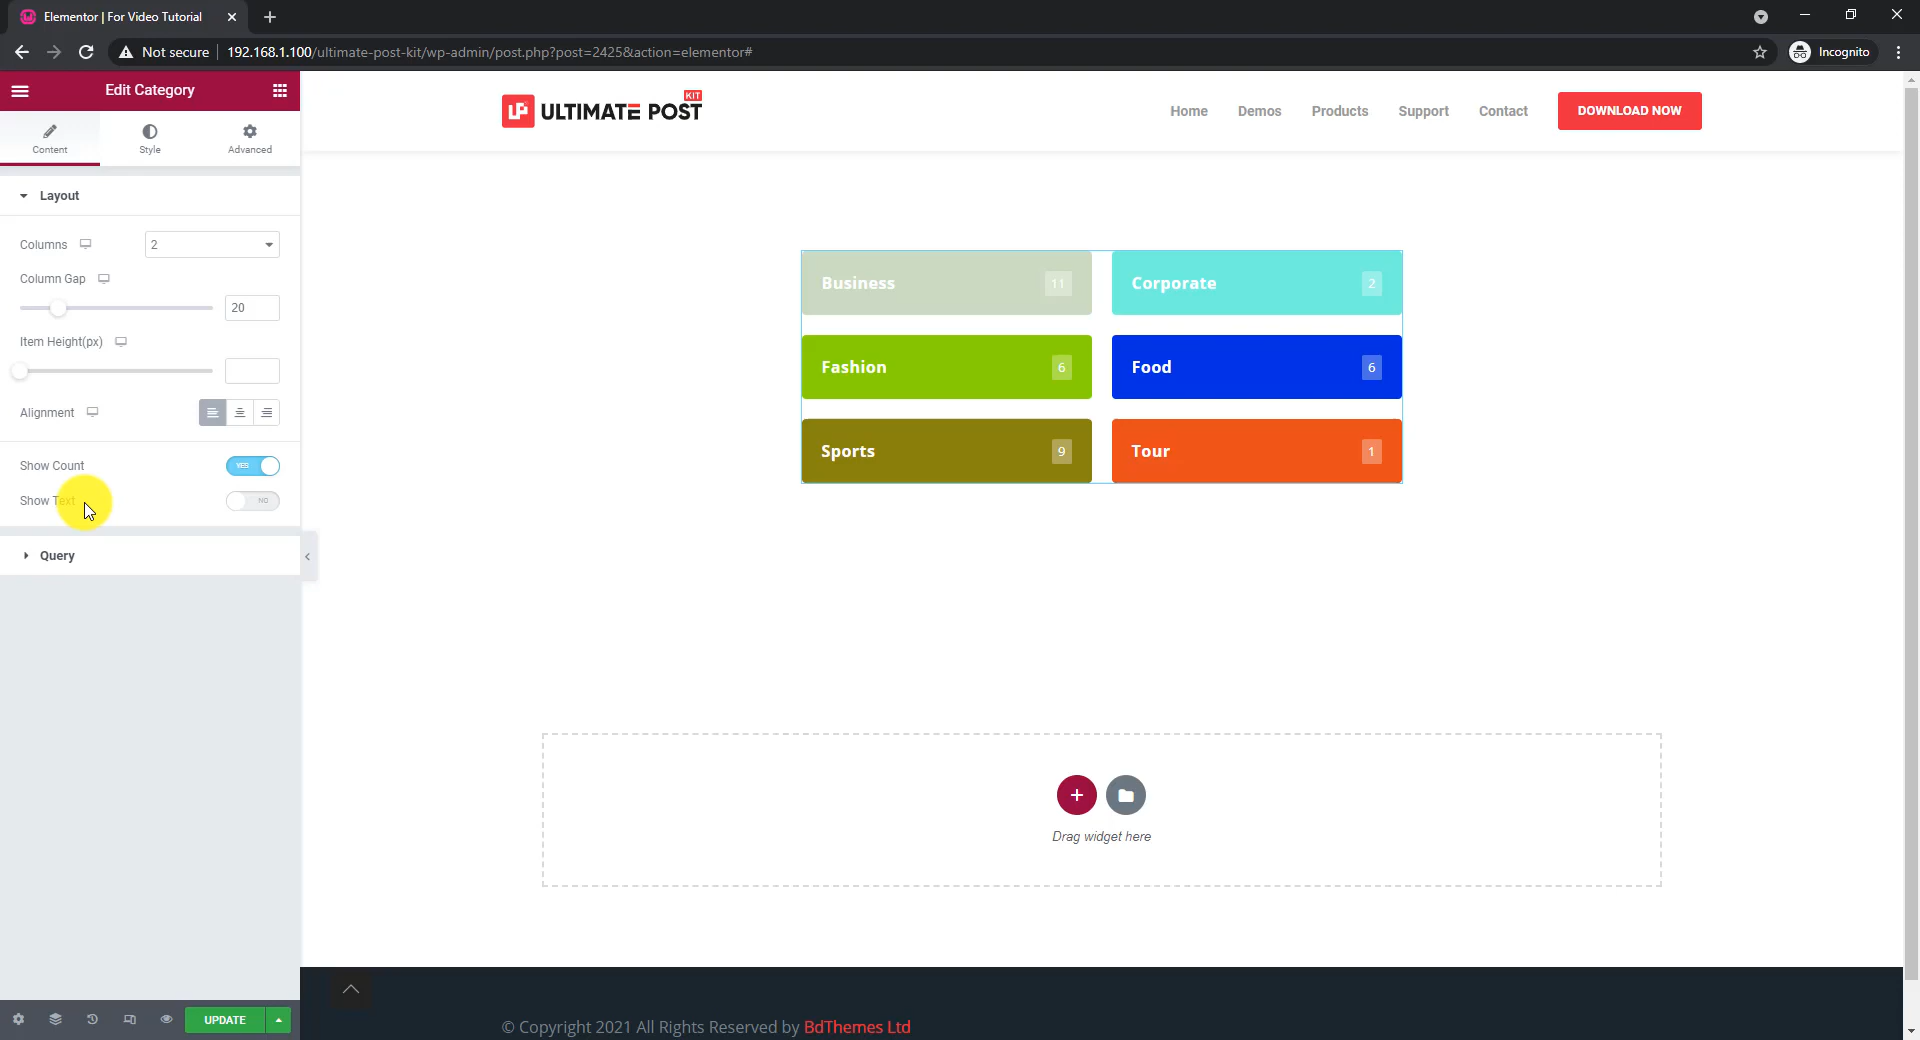 Elementor | For Video Tutorial
Not secure
192.168.1.100/ultimate-post-kit/wp-admin/post.php?post=2425&action=elementor#
Incognito
Edit Category
Content
Style
Advanced
Layout
Columns
2
Column Gap
20
Item Height(px)
Alignment
Show Count
YES
Show Text
NO
Query
UPDATE
UP
ULTIMATE POST
KIT
Home
Demos
Products
Support
Contact
DOWNLOAD NOW
Business
11
Corporate
2
Fashion
6
Food
6
Sports
9
Tour
1
Drag widget here
© Copyright 2021 All Rights Reserved by BdThemes Ltd